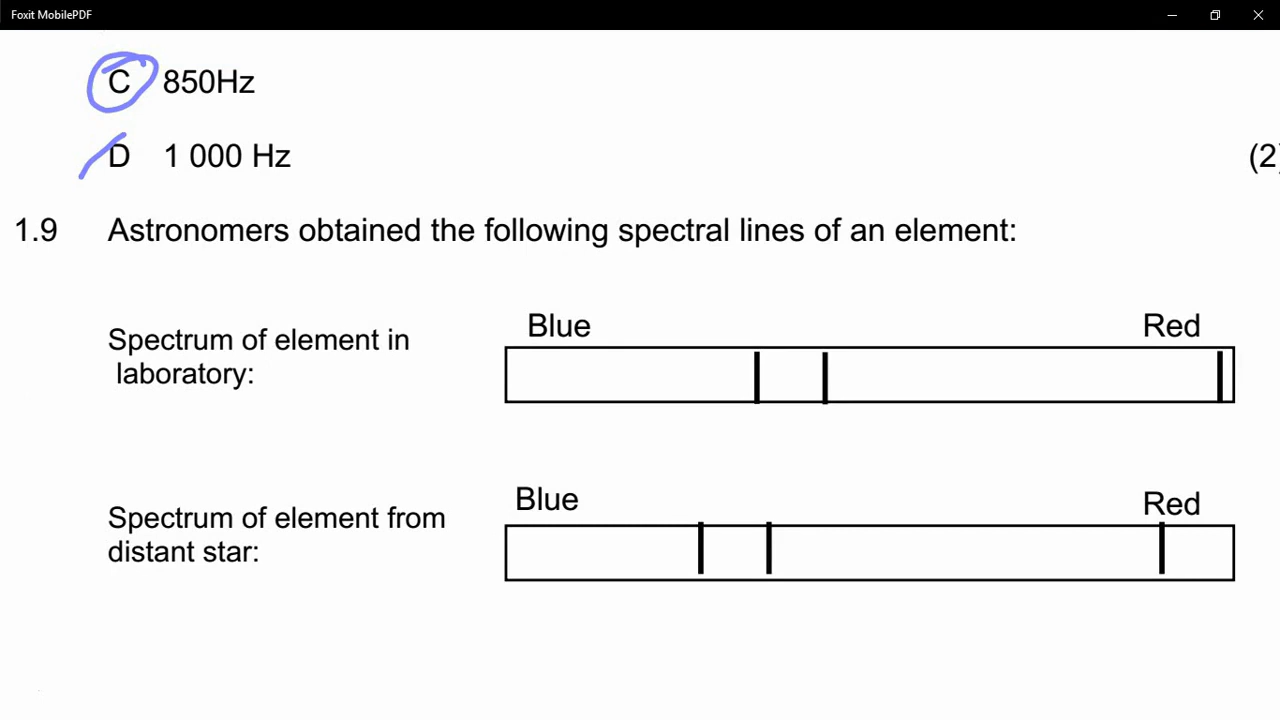 Foxit MobilePDF
C 850Hz
D 1 000 Hz
(2)
1.9 Astronomers obtained the following spectral lines of an element:
Blue Red
Spectrum of element in
laboratory:
Blue Red
Spectrum of element from
distant star: